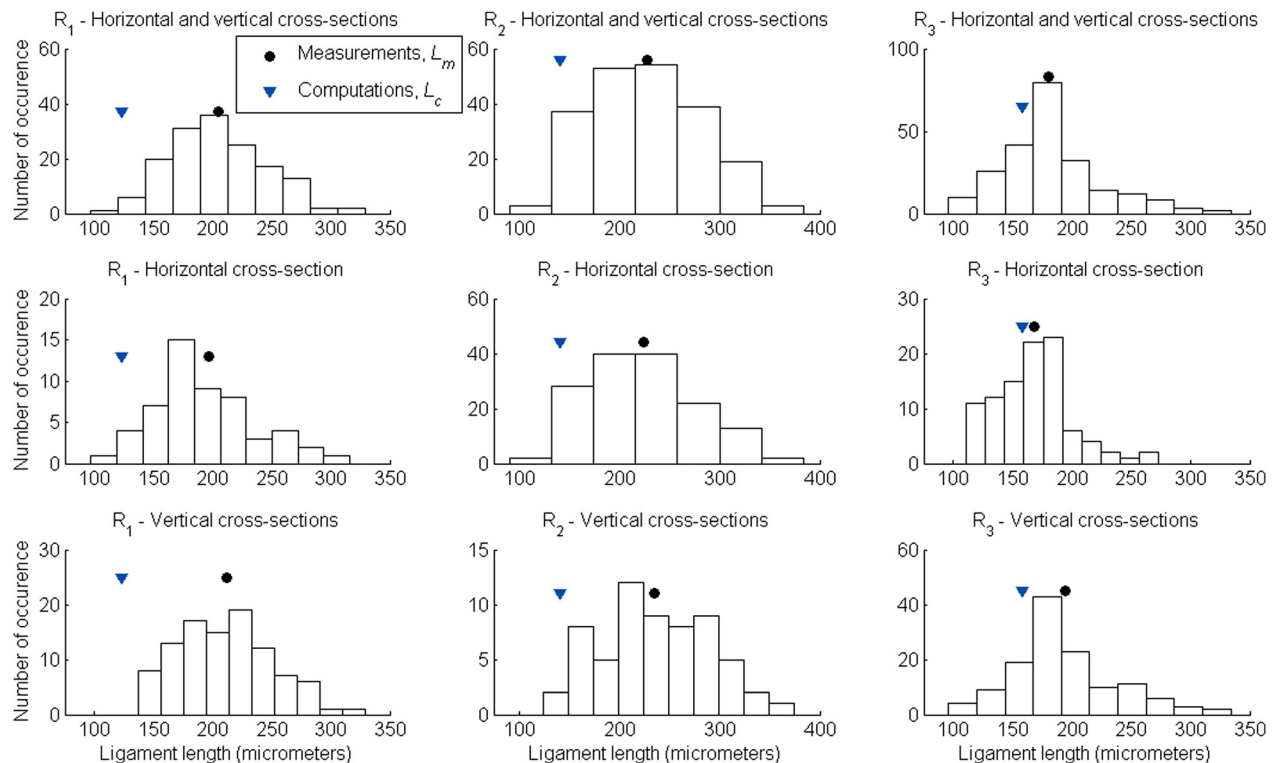 R1 - Horizontal and vertical cross-sections
R2 - Horizontal and vertical cross-sections
R3 - Horizontal and vertical cross-sections
Measurements, Lm
Computations, Lc
Number of occurence
60
40
20
0
100 150 200 250 300 350
60
40
20
0
100 200 300 400
100
50
0
100 150 200 250 300 350
R1 - Horizontal cross-section
R2 - Horizontal cross-section
R3 - Horizontal cross-section
Number of occurence
20
15
10
5
0
100 150 200 250 300 350
60
40
20
0
100 200 300 400
30
20
10
0
100 150 200 250 300 350
R1 - Vertical cross-sections
R2 - Vertical cross-sections
R3 - Vertical cross-sections
Number of occurence
30
20
10
0
100 150 200 250 300 350
Ligament length (micrometers)
15
10
5
0
100 200 300 400
Ligament length (micrometers)
60
40
20
0
100 150 200 250 300 350
Ligament length (micrometers)